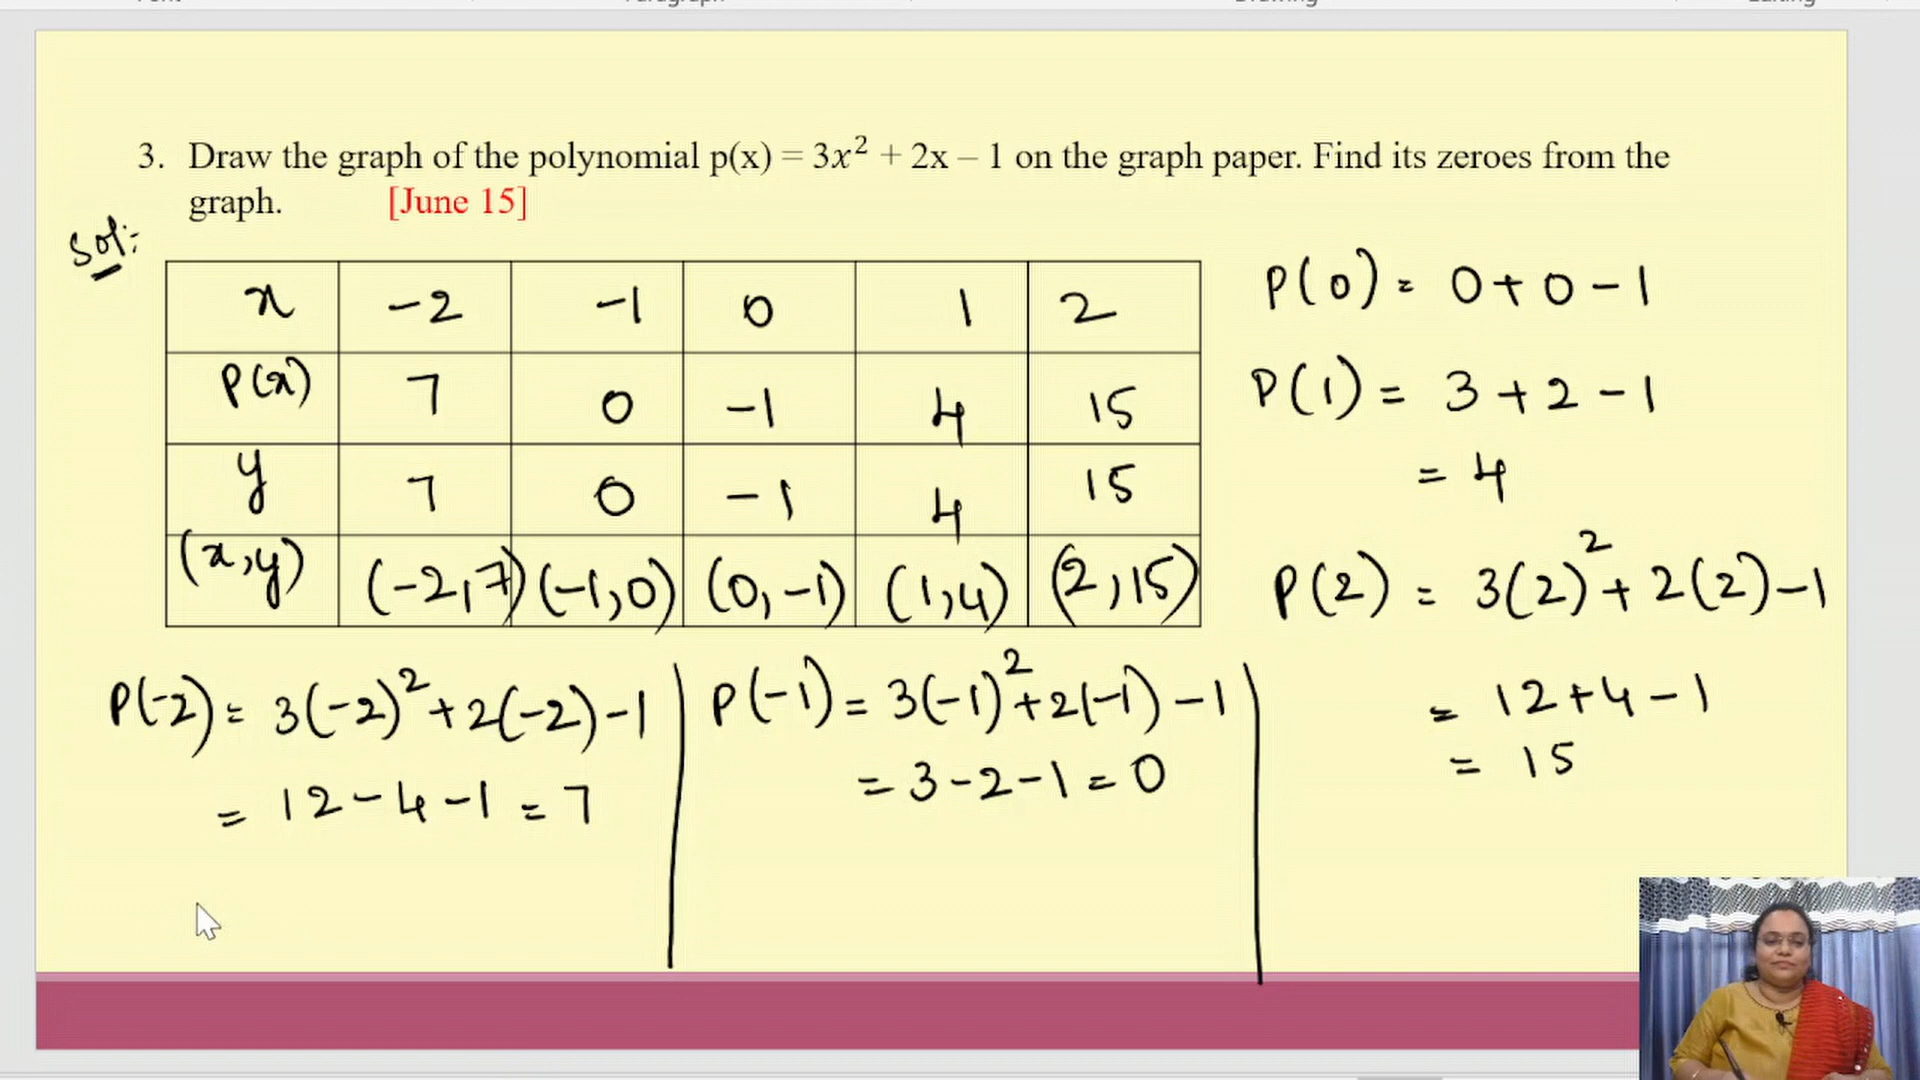 3. Draw the graph of the polynomial p(x) = 3x² + 2x – 1 on the graph paper. Find its zeroes from the
graph. [June 15]
Sol:
x -2 -1 0 1 2
P(x) 7 0 -1 4 15
y 7 0 -1 4 15
(x,y) (-2,7) (-1,0) (0,-1) (1,4) (2,15)
P(0) = 0+0-1
P(1) = 3+2-1
= 4
P(2) = 3(2)²+2(2)-1
= 12+4-1
= 15
P(-2) = 3(-2)²+2(-2)-1
= 12-4-1 = 7
P(-1) = 3(-1)²+2(-1)-1
= 3-2-1 = 0